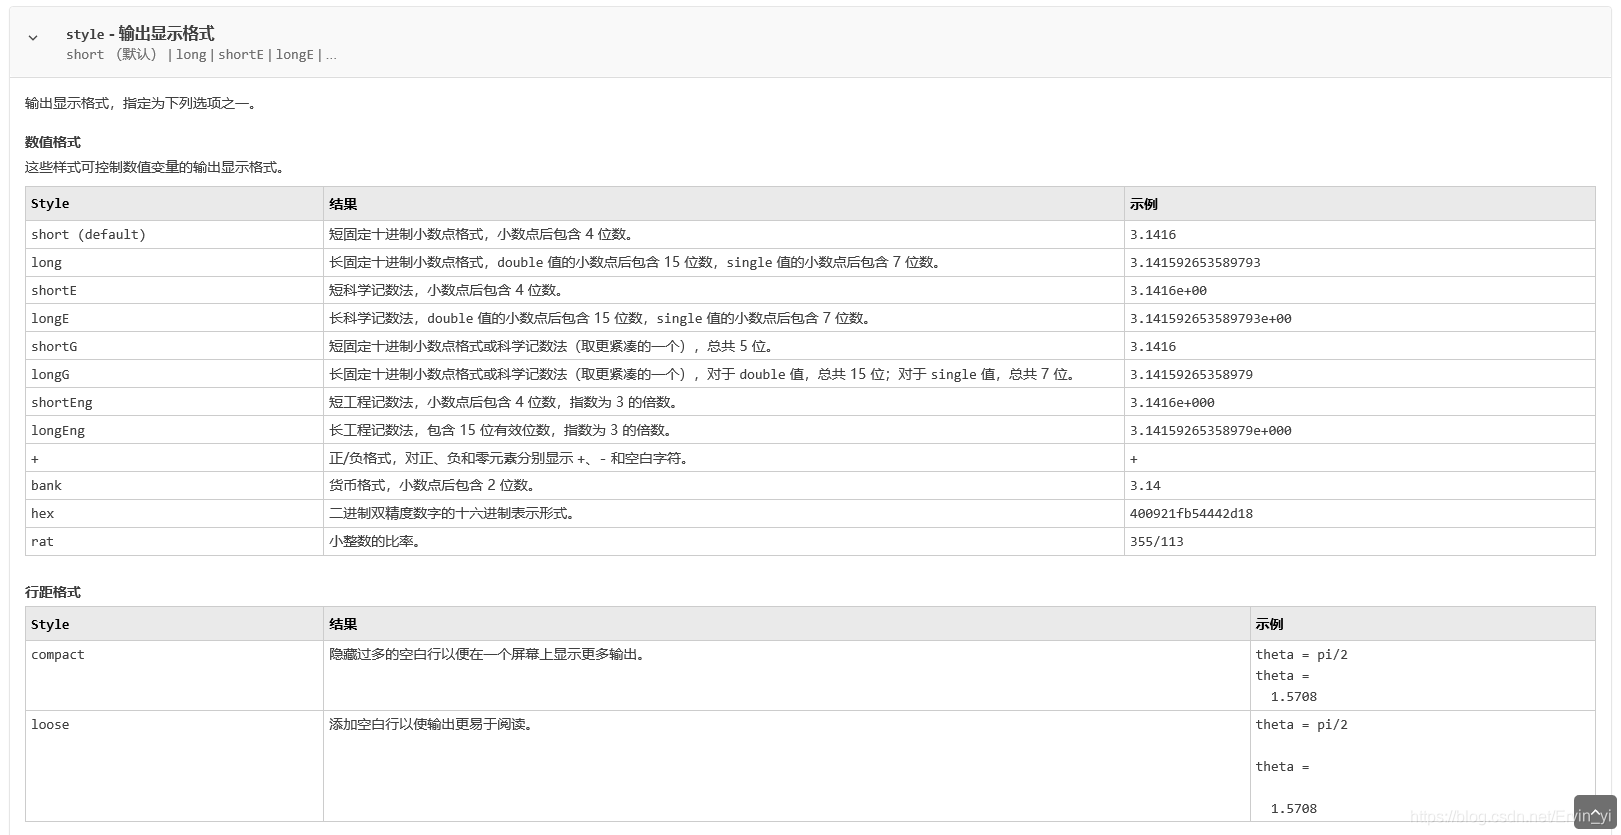 style - 输出显示格式
short （默认） | long | shortE | longE | ...
输出显示格式，指定为下列选项之一。
数值格式
这些样式可控制数值变量的输出显示格式。
Style 结果 示例
short (default) 短固定十进制小数点格式，小数点后包含 4 位数。 3.1416
long 长固定十进制小数点格式，double 值的小数点后包含 15 位数，single 值的小数点后包含 7 位数。 3.141592653589793
shortE 短科学记数法，小数点后包含 4 位数。 3.1416e+00
longE 长科学记数法，double 值的小数点后包含 15 位数，single 值的小数点后包含 7 位数。 3.141592653589793e+00
shortG 短固定十进制小数点格式或科学记数法（取更紧凑的一个），总共 5 位。 3.1416
longG 长固定十进制小数点格式或科学记数法（取更紧凑的一个），对于 double 值，总共 15 位；对于 single 值，总共 7 位。 3.14159265358979
shortEng 短工程记数法，小数点后包含 4 位数，指数为 3 的倍数。 3.1416e+000
longEng 长工程记数法，包含 15 位有效位数，指数为 3 的倍数。 3.14159265358979e+000
+ 正/负格式，对正、负和零元素分别显示 +、- 和空白字符。 +
bank 货币格式，小数点后包含 2 位数。 3.14
hex 二进制双精度数字的十六进制表示形式。 400921fb54442d18
rat 小整数的比率。 355/113
行距格式
Style 结果 示例
compact 隐藏过多的空白行以便在一个屏幕上显示更多输出。 theta = pi/2
theta =
1.5708
loose 添加空白行以使输出更易于阅读。 theta = pi/2
theta =
1.5708
https://blog.csdn.net/Ervin_yi